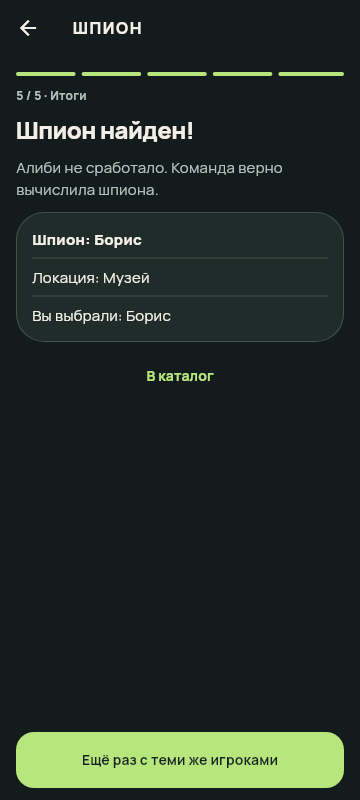 ШПИОН
5 / 5 · Итоги
Шпион найден!
Алиби не сработало. Команда верно
вычислила шпиона.
Шпион: Борис
Локация: Музей
Вы выбрали: Борис
В каталог
Ещё раз с теми же игроками